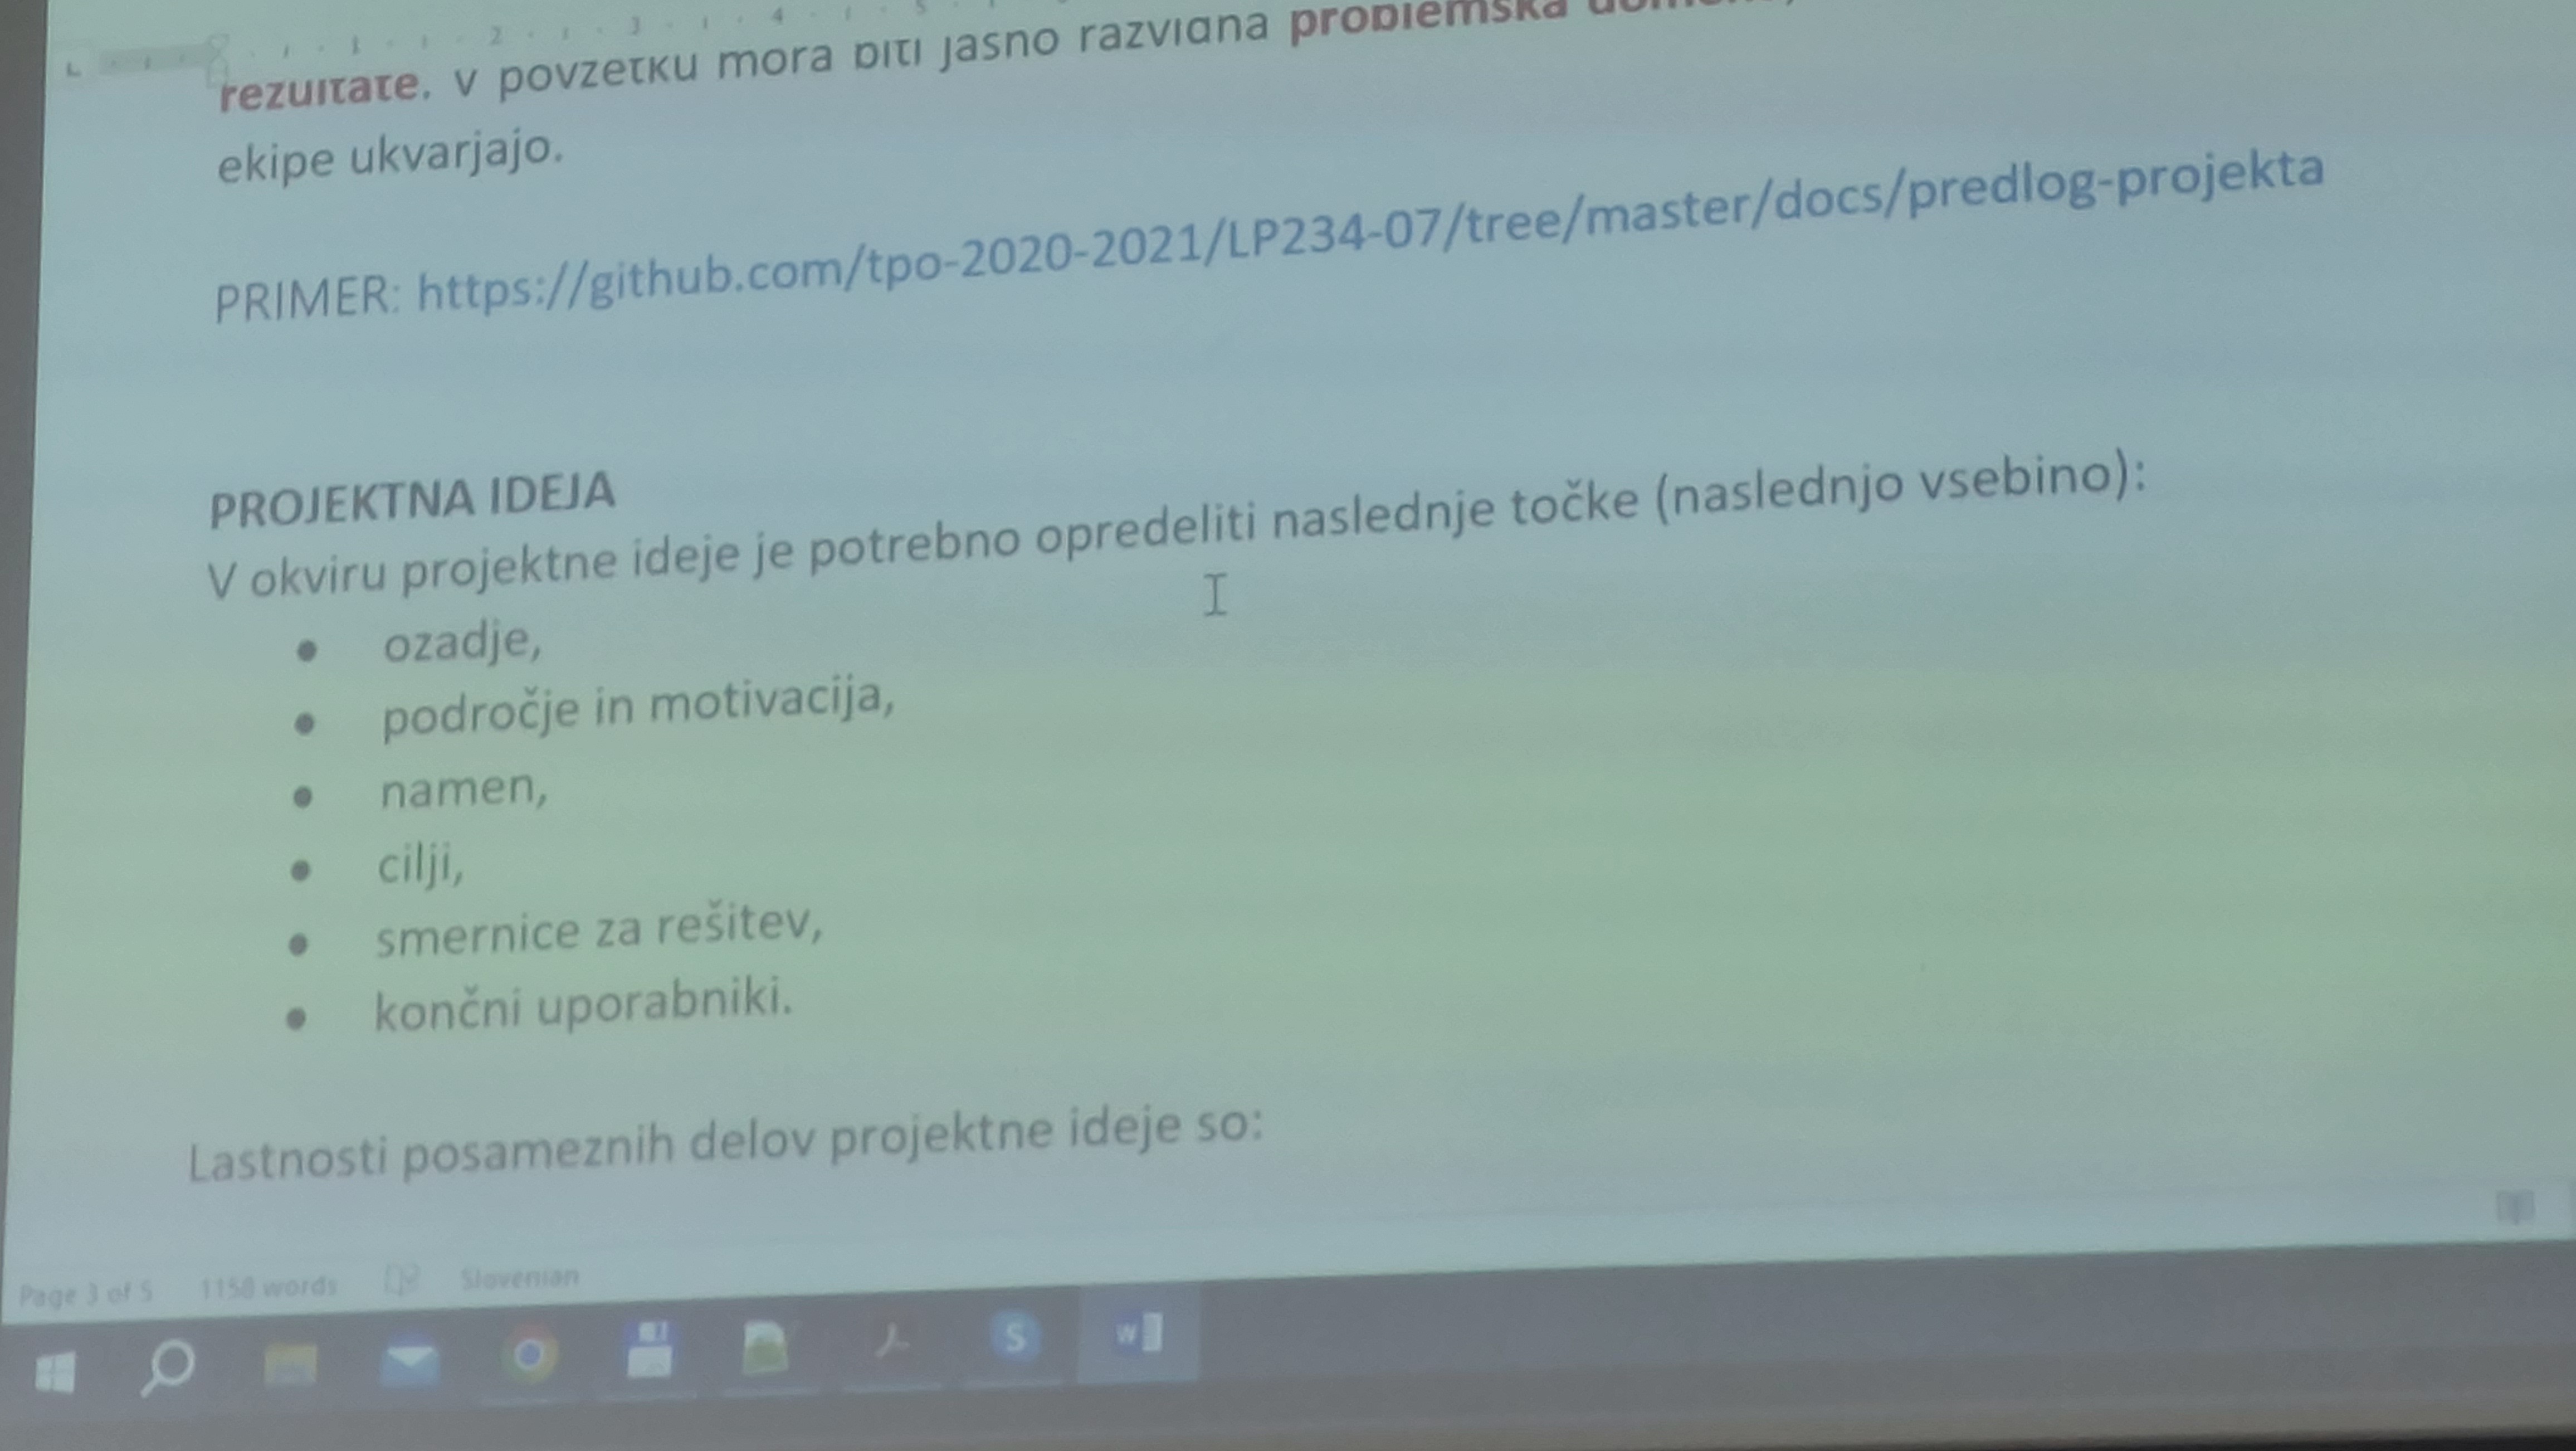 rezultate. V povzetku mora biti jasno razvidna problemska
ekipe ukvarjajo.
PRIMER: https://github.com/tpo-2020-2021/LP234-07/tree/master/docs/predlog-projekta
PROJEKTNA IDEJA
V okviru projektne ideje je potrebno opredeliti naslednje točke (naslednjo vsebino):
• ozadje,
• področje in motivacija,
• namen,
• cilji,
• smernice za rešitev,
• končni uporabniki.
Lastnosti posameznih delov projektne ideje so:
Page 3 of 5 1158 words Slovenian